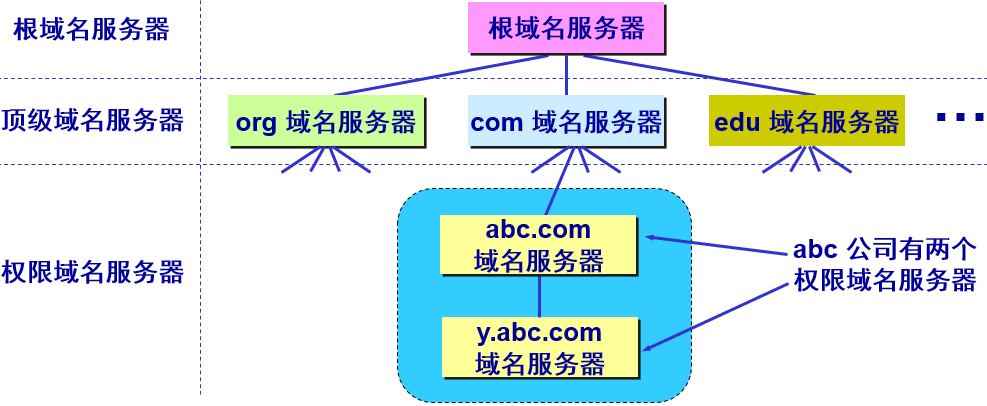 根域名服务器
根域名服务器
顶级域名服务器
org 域名服务器
com 域名服务器
edu 域名服务器
...
权限域名服务器
abc.com
域名服务器
y.abc.com
域名服务器
abc 公司有两个
权限域名服务器